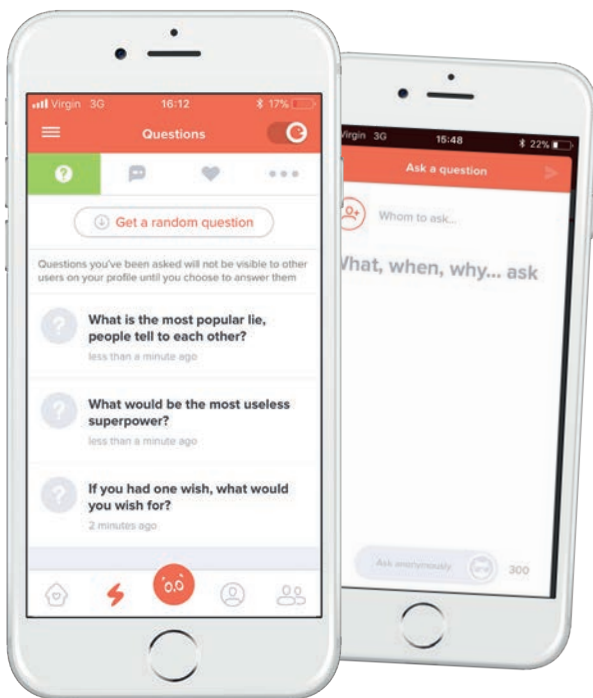 Virgin 3G 16:12 17%
Questions
Get a random question
Questions you've been asked will not be visible to other
users on your profile until you choose to answer them
What is the most popular lie,
people tell to each other?
less than a minute ago
What would be the most useless
superpower?
less than a minute ago
If you had one wish, what would
you wish for?
2 minutes ago
Virgin 3G 15:48 22%
Ask a question
Whom to ask...
What, when, why... ask
Ask anonymously
300